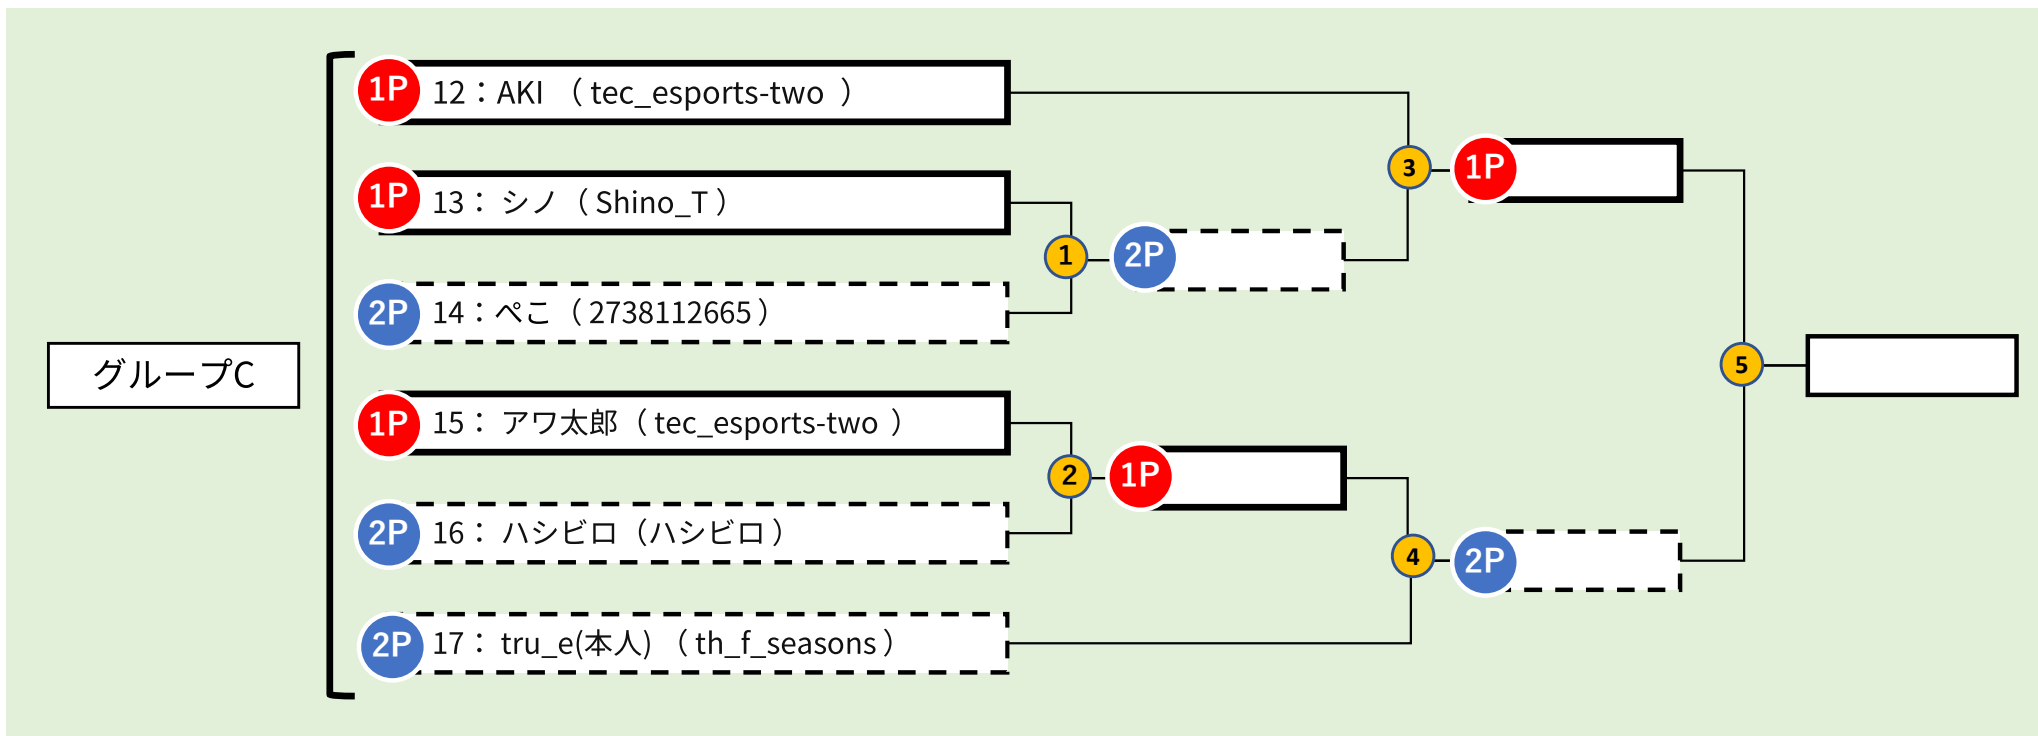 1P 12：AKI （ tec_esports-two ）
1P 13： シノ（ Shino_T ）
2P 14：ぺこ（ 2738112665 ）
1P 15： アワ太郎（ tec_esports-two ）
2P 16： ハシビロ（ハシビロ ）
2P 17： tru_e(本人) （ th_f_seasons ）
グループC
1
2P
2
1P
3
1P
4
2P
5